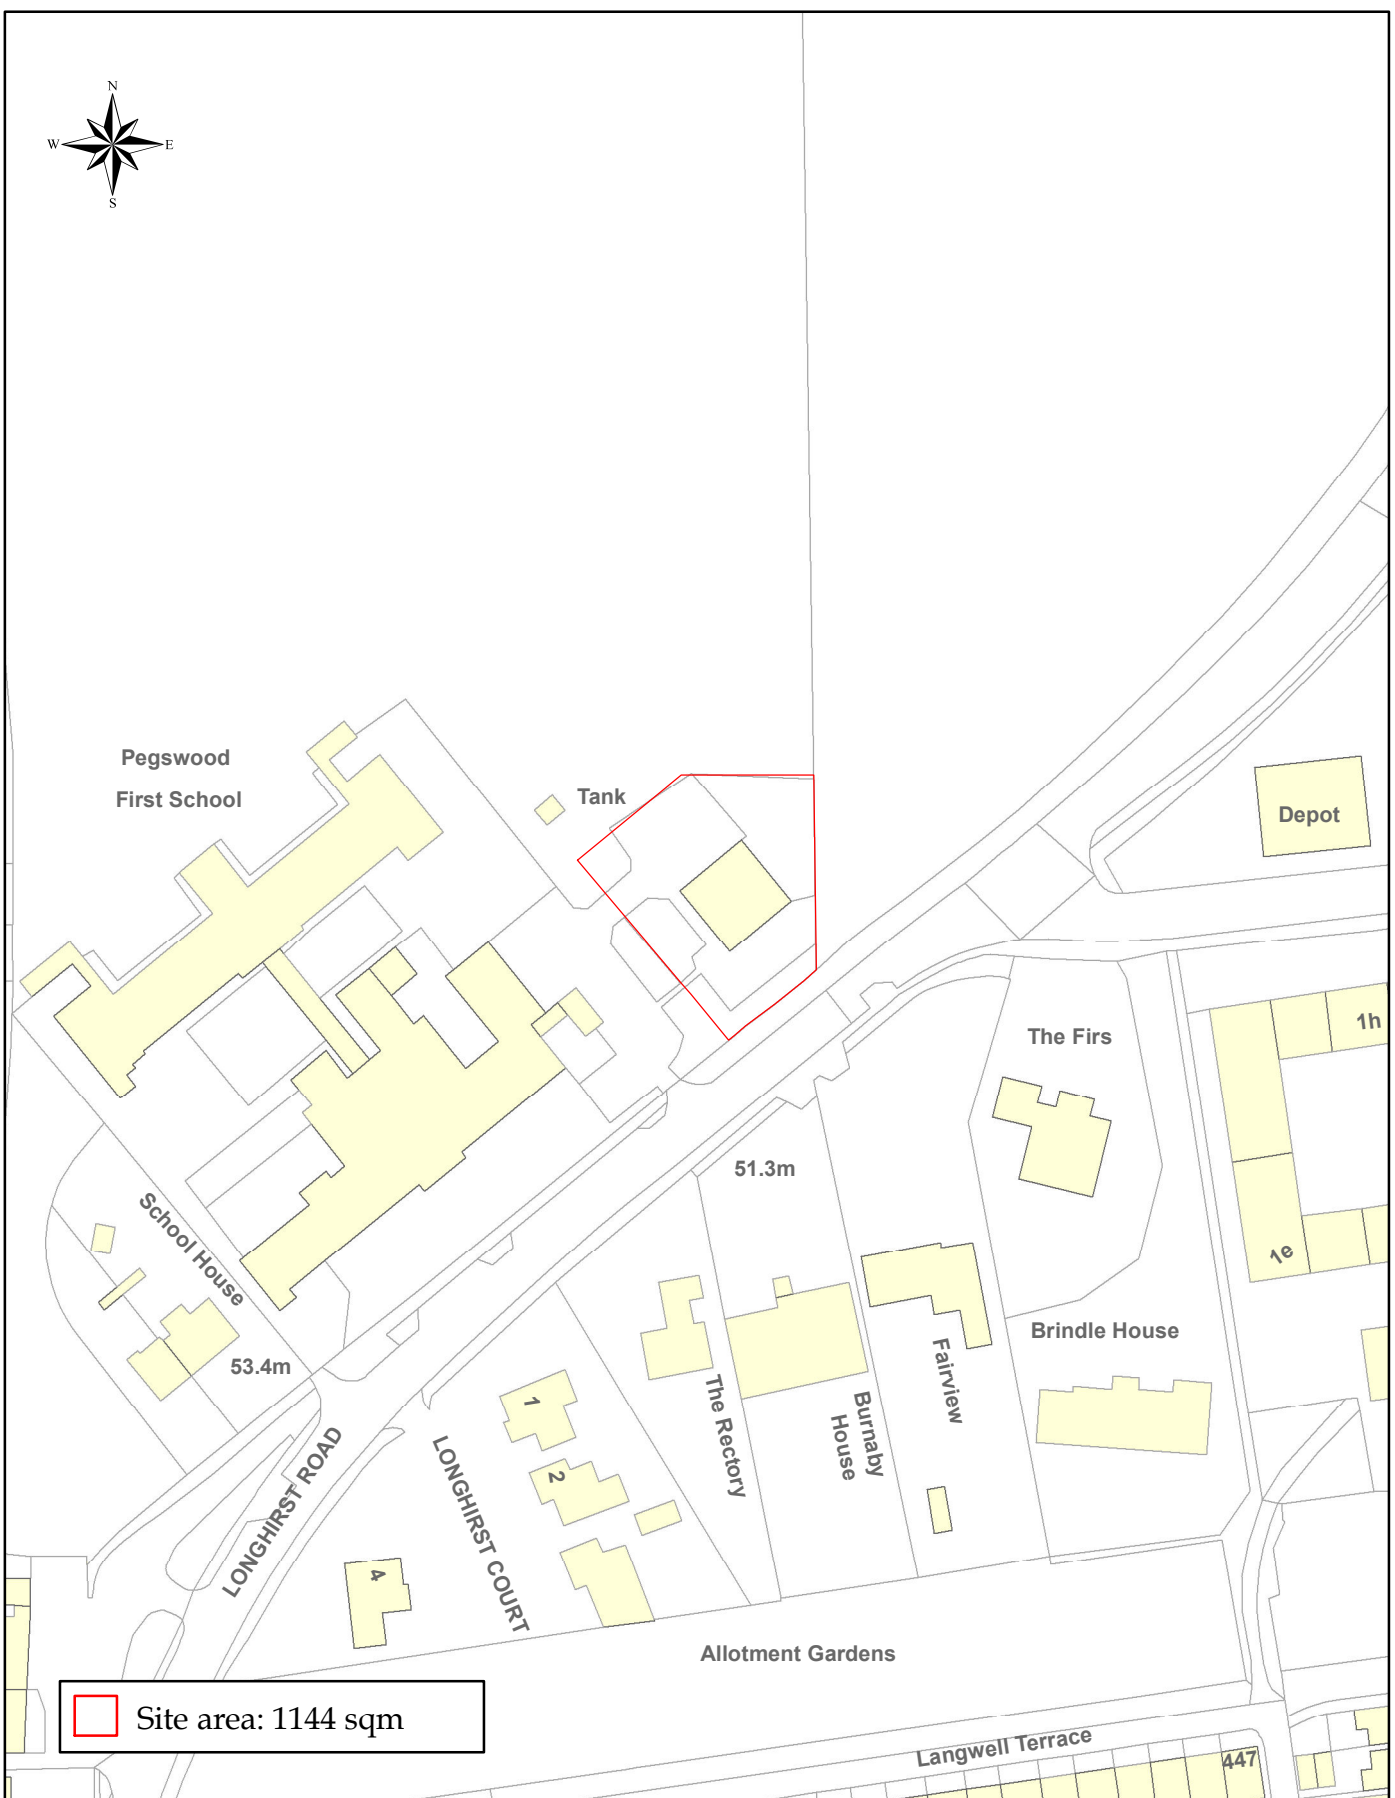 N
W E
S
Pegswood
First School
Tank
Depot
The Firs
1h
51.3m
School House
1e
53.4m
Brindle House
Fairview
The Rectory
Burnaby
House
1
2
LONGHIRST ROAD
LONGHIRST COURT
4
Allotment Gardens
Site area: 1144 sqm
Langwell Terrace
447